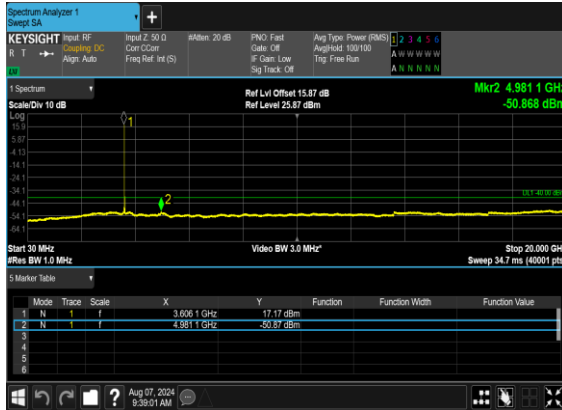 Spectrum Analyzer 1
Swept SA
+
KEYSIGHT Input: RF Input Z: 50 Ω #Atten: 20 dB PNO: Fast Avg Type: Power (RMS) 1 2 3 4 5 6
R T Coupling: DC Corr CCorr Gate: Off Avg|Hold: 100/100 A W W W W W
Align: Auto Freq Ref: Int (S) IF Gain: Low Trig: Free Run
Sig Track: Off A N N N N N
1 Spectrum Ref Lvl Offset 15.87 dB Mkr2 4.981 1 GHz
Scale/Div 10 dB Ref Level 25.87 dBm -50.868 dBm
Log
15.9
5.87
-4.13
-14.1
-24.1
-34.1
-44.1
-54.1
-64.1
1
2
DL1 -40.00 dBm
Start 30 MHz Video BW 3.0 MHz* Stop 20.000 GHz
#Res BW 1.0 MHz Sweep 34.7 ms (40001 pts)
5 Marker Table
Mode Trace Scale X Y Function Function Width Function Value
1 N 1 f 3.606 1 GHz 17.17 dBm
2 N 1 f 4.981 1 GHz -50.87 dBm
3
4
5
6
? Aug 07, 2024
9:39:01 AM